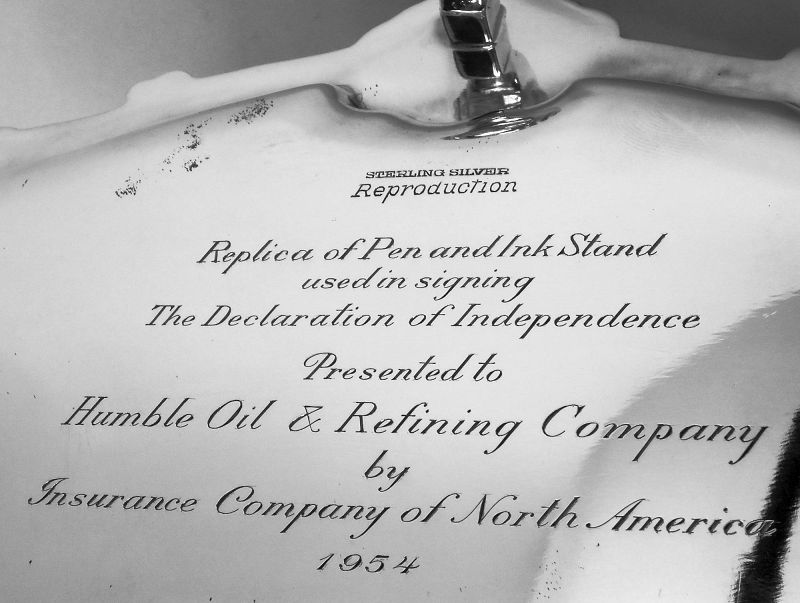 STERLING SILVER
Reproduction
Replica of Pen and Ink Stand
used in signing
The Declaration of Independence
Presented to
Humble Oil & Refining Company
by
Insurance Company of North America
1954